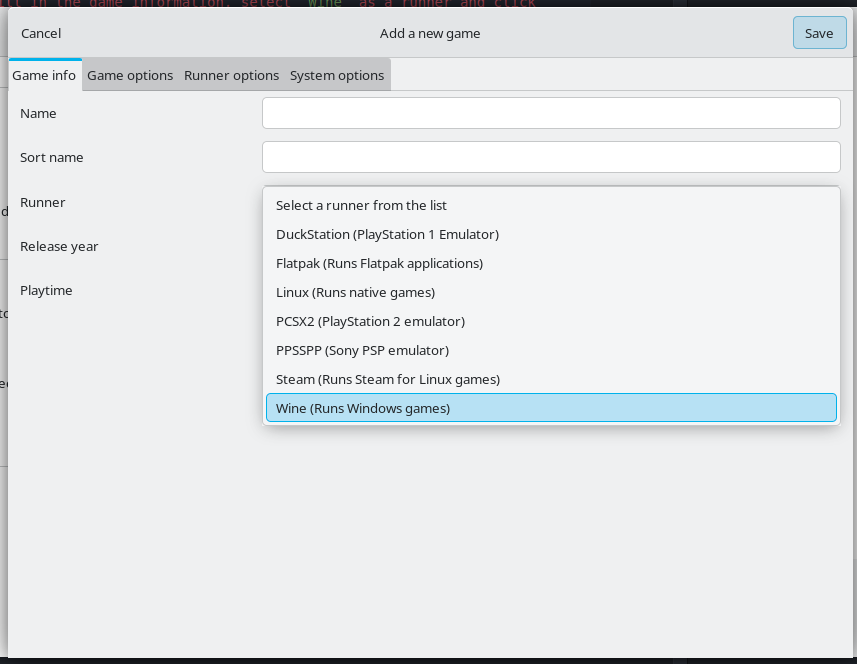 in the game information, select "Wine" as a runner and click
Cancel Add a new game Save
Game info Game options Runner options System options
Name
Sort name
Runner
Select a runner from the list
DuckStation (PlayStation 1 Emulator)
Release year
Flatpak (Runs Flatpak applications)
Playtime
Linux (Runs native games)
PCSX2 (PlayStation 2 emulator)
PPSSPP (Sony PSP emulator)
Steam (Runs Steam for Linux games)
Wine (Runs Windows games)